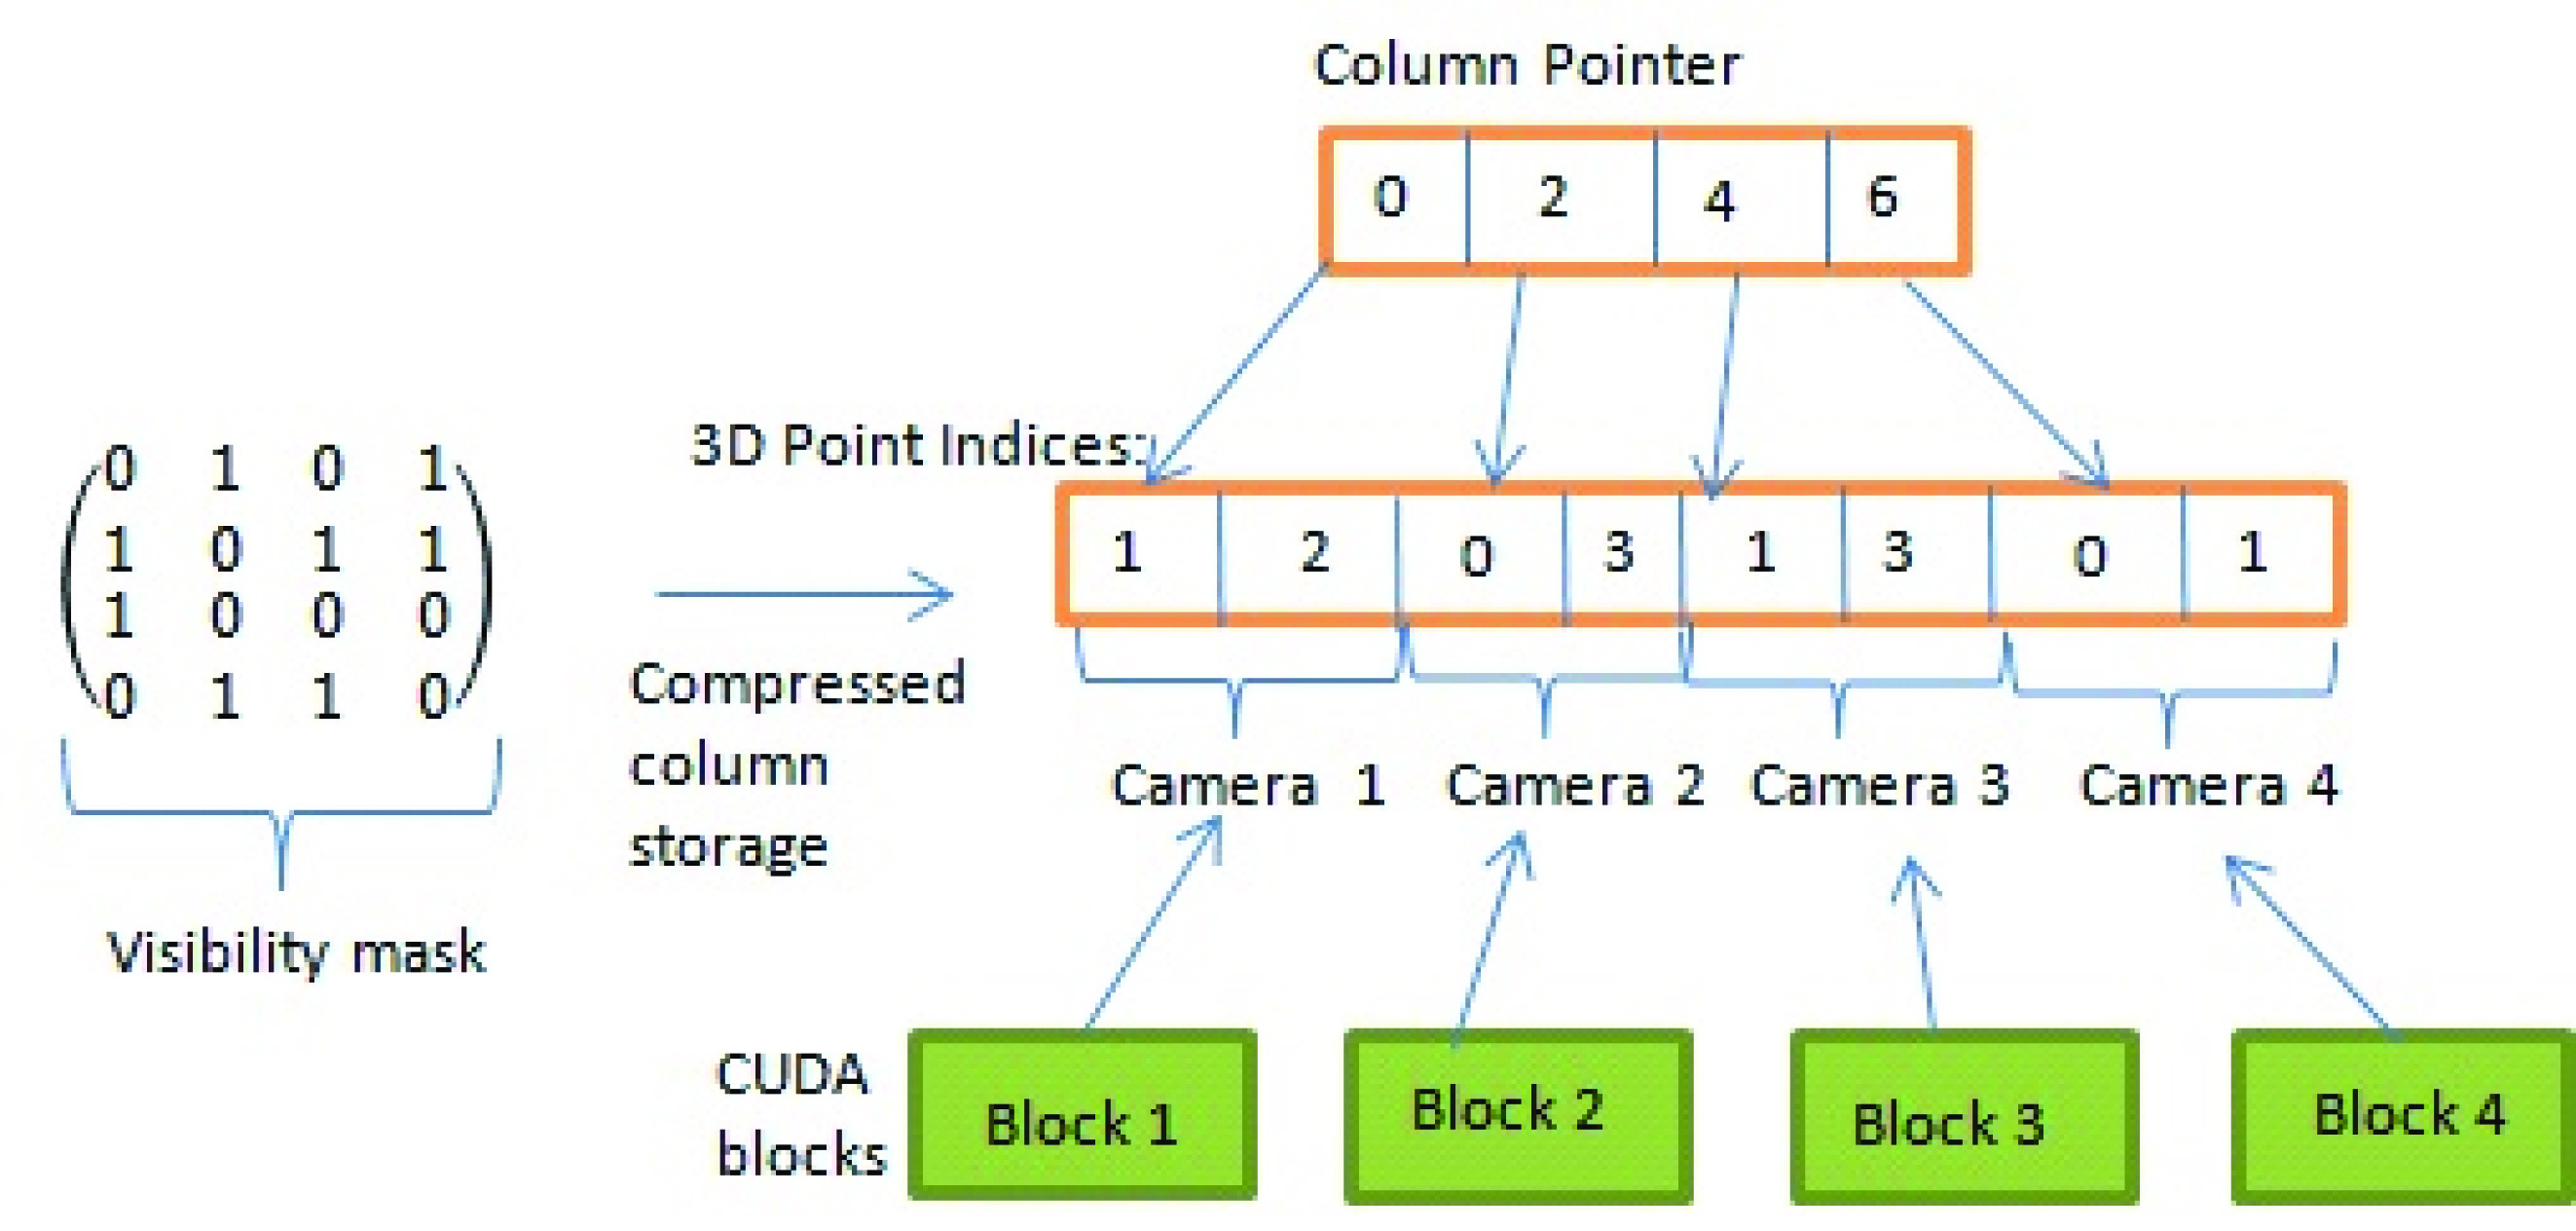 Column Pointer
0 2 4 6
3D Point Indices:
1 2 0 3 1 3 0 1
0 1 0 1
1 0 1 1
1 0 0 0
0 1 1 0
Visibility mask
Compressed
column
storage
Camera 1 Camera 2 Camera 3 Camera 4
CUDA
blocks
Block 1 Block 2 Block 3 Block 4